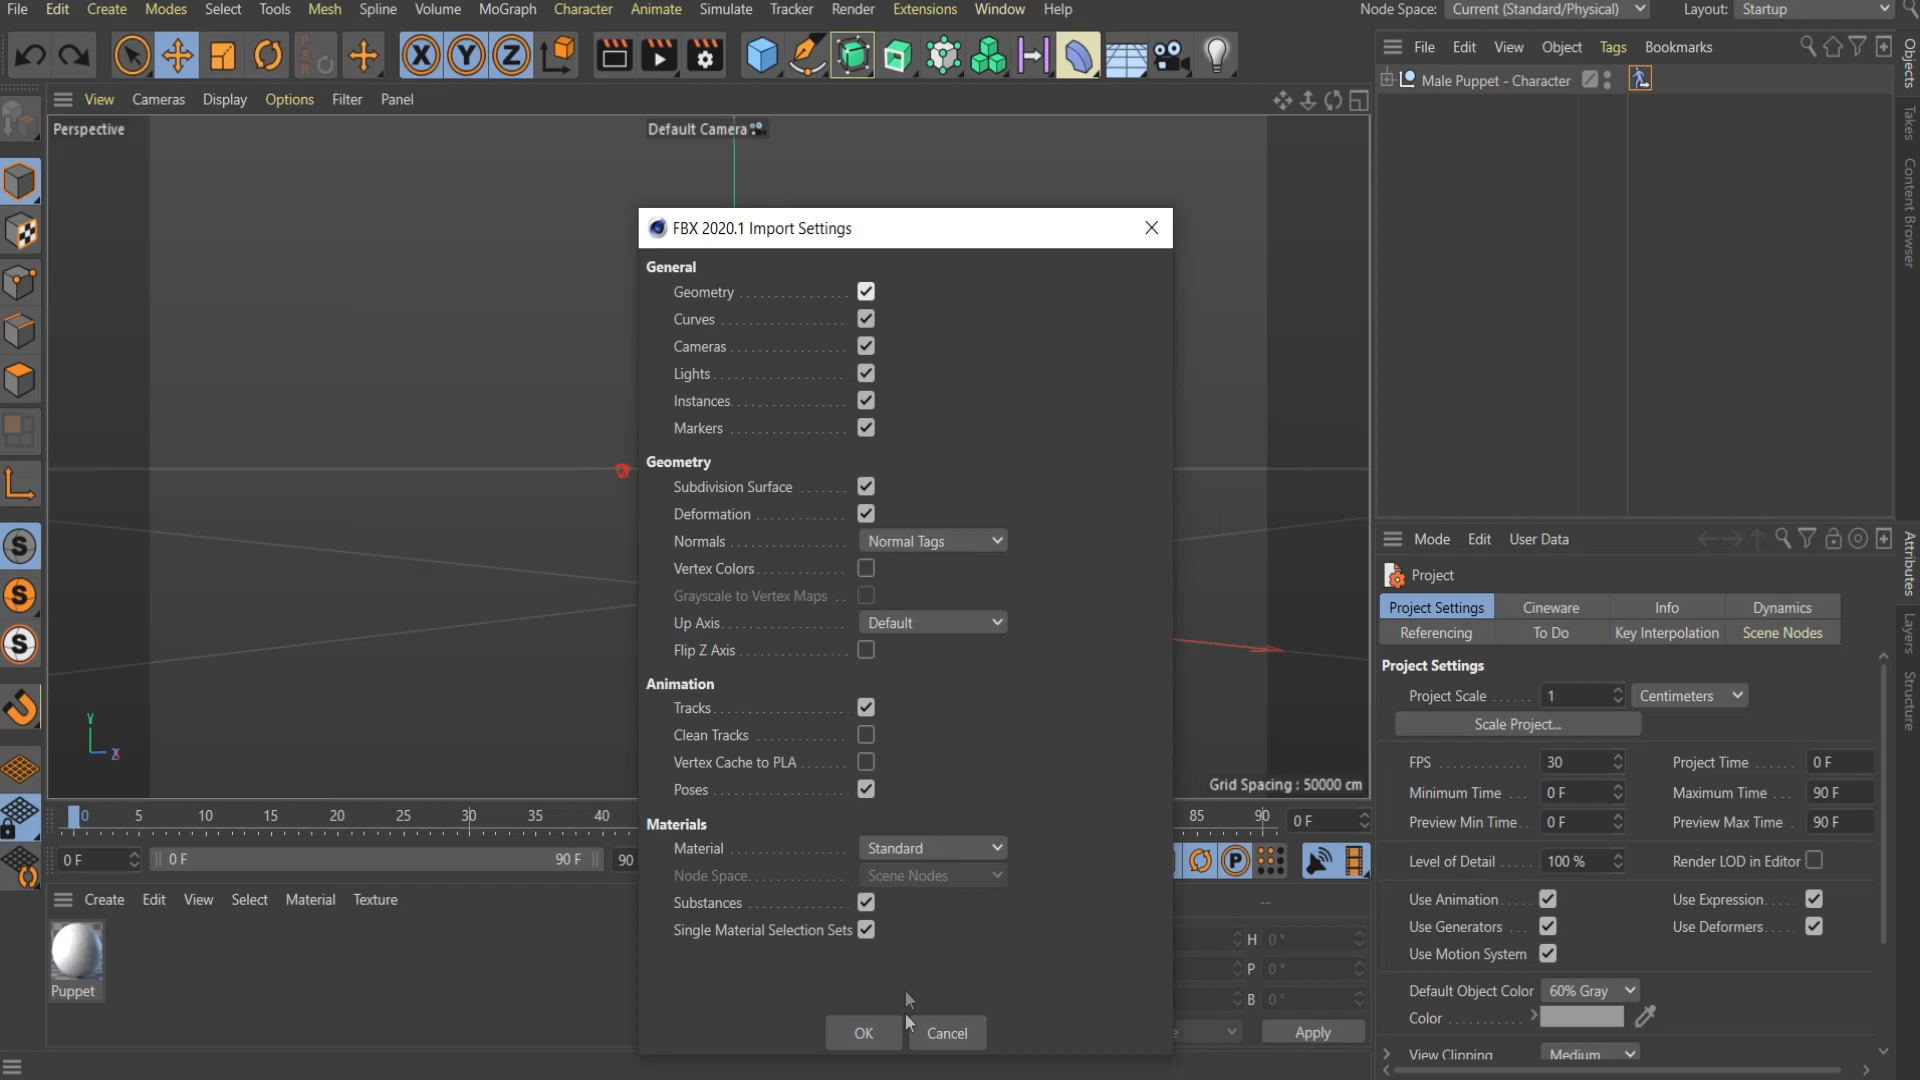 File Edit Create Modes Select Tools Mesh Spline Volume MoGraph Character Animate Simulate Tracker Render Extensions Window Help Node Space: Current (Standard/Physical) Layout: Startup
File Edit View Object Tags Bookmarks
Male Puppet - Character
Objects
Takes
Content Browser
View Cameras Display Options Filter Panel
Perspective
Default Camera
FBX 2020.1 Import Settings
General
Geometry
Curves
Cameras
Lights
Instances
Markers
Geometry
Subdivision Surface
Deformation
Normals Normal Tags
Vertex Colors
Grayscale to Vertex Maps
Up Axis Default
Flip Z Axis
Animation
Tracks
Clean Tracks
Vertex Cache to PLA
Poses
Materials
Material Standard
Node Space Scene Nodes
Substances
Single Material Selection Sets
OK Cancel
Y
Z
Grid Spacing : 50000 cm
0 5 10 15 20 25 30 35 40 85 90 0 F
0 F 0 F 90 F 90
Create Edit View Select Material Texture
Puppet
--
H 0 °
P 0 °
B 0 °
Apply
Mode Edit User Data
Attributes
Layers
Structure
Project
Project Settings Cineware Info Dynamics
Referencing To Do Key Interpolation Scene Nodes
Project Settings
Project Scale 1 Centimeters
Scale Project...
FPS 30 Project Time 0 F
Minimum Time 0 F Maximum Time 90 F
Preview Min Time 0 F Preview Max Time 90 F
Level of Detail 100 % Render LOD in Editor
Use Animation Use Expression
Use Generators Use Deformers
Use Motion System
Default Object Color 60% Gray
Color
View Clipping Medium